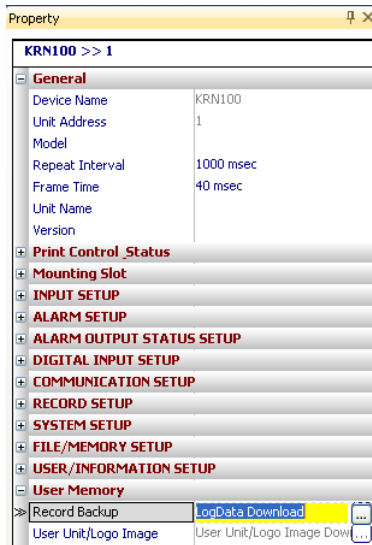 Property
KRN100 >> 1
General
Device Name KRN100
Unit Address 1
Model
Repeat Interval 1000 msec
Frame Time 40 msec
Unit Name
Version
Print Control _Status
Mounting Slot
INPUT SETUP
ALARM SETUP
ALARM OUTPUT STATUS SETUP
DIGITAL INPUT SETUP
COMMUNICATION SETUP
RECORD SETUP
SYSTEM SETUP
FILE/MEMORY SETUP
USER/INFORMATION SETUP
User Memory
Record Backup LogData Download ...
User Unit/Logo Image User Unit/Logo Image Dow ...